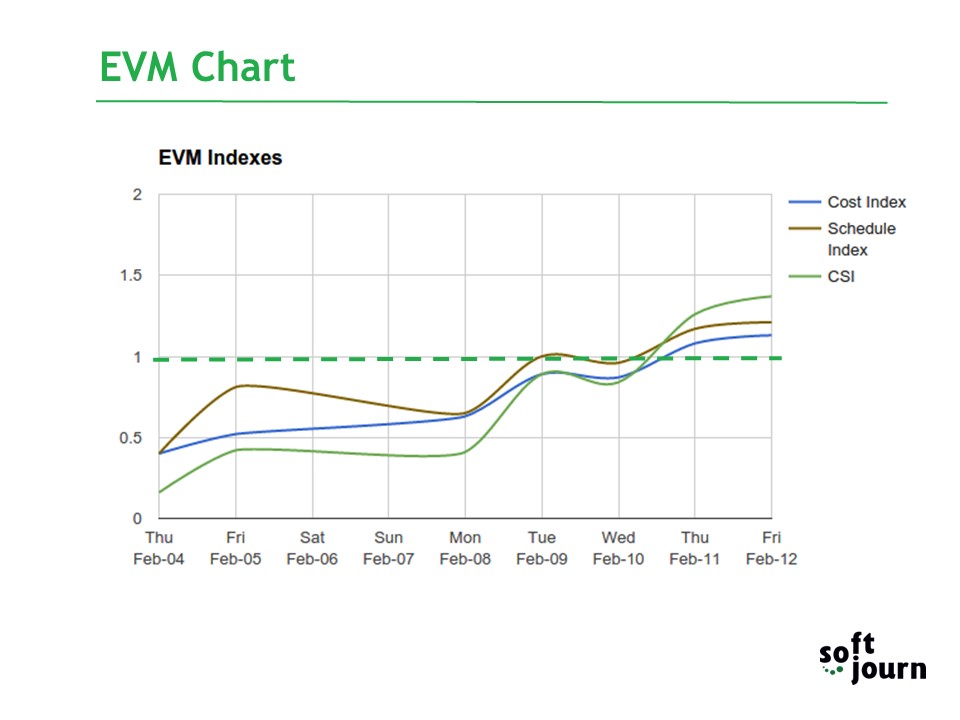 EVM Chart
EVM Indexes
2
1.5
1
0.5
0
Cost Index
Schedule
Index
CSI
Thu Fri Sat Sun Mon Tue Wed Thu Fri
Feb-04 Feb-05 Feb-06 Feb-07 Feb-08 Feb-09 Feb-10 Feb-11 Feb-12
soft
journ